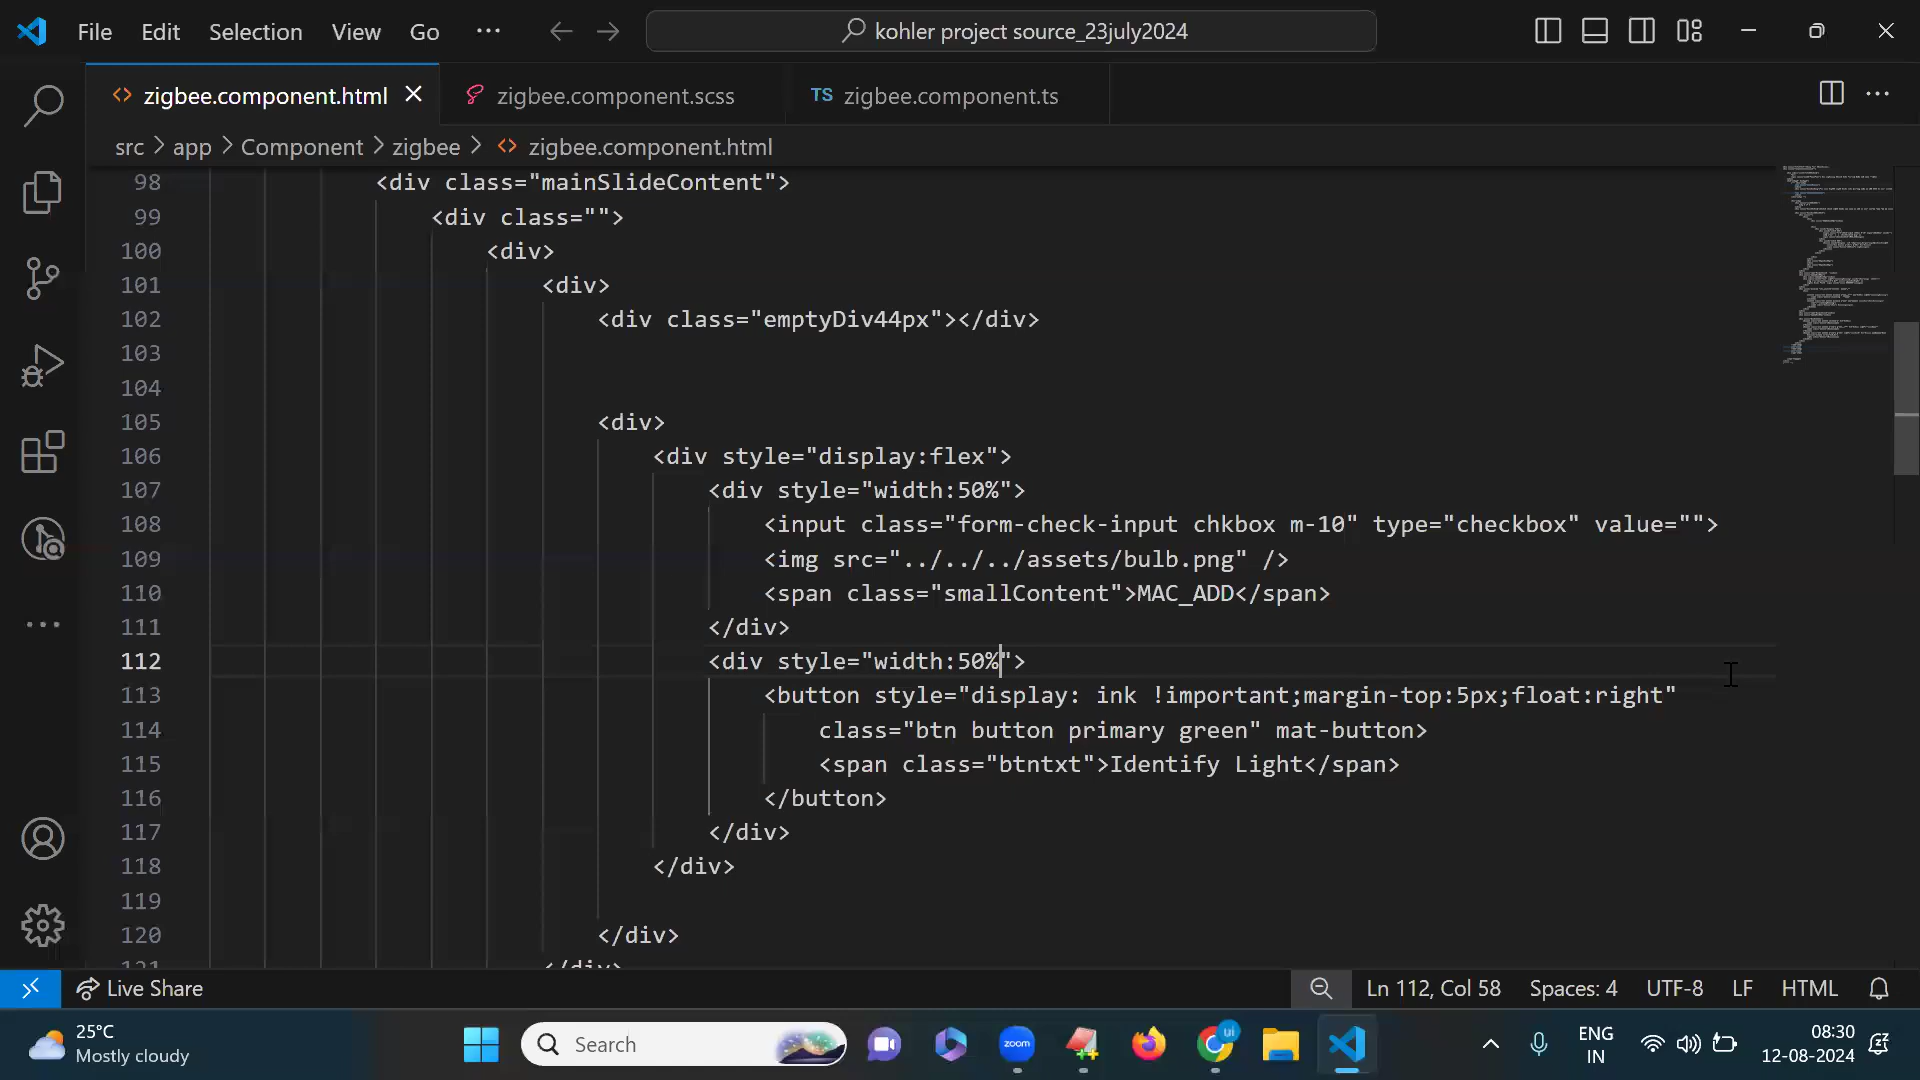 File Edit Selection View Go ··· kohler project source_23july2024
zigbee.component.html zigbee.component.scss TS zigbee.component.ts
src > app > Component > zigbee > zigbee.component.html
98 <div class="mainSlideContent">
99 <div class="">
100 <div>
101 <div>
102 <div class="emptyDiv44px"></div>
103
104
105 <div>
106 <div style="display:flex">
107 <div style="width:50%">
108 <input class="form-check-input chkbox m-10" type="checkbox" value="">
109 <img src="../../../assets/bulb.png" />
110 <span class="smallContent">MAC_ADD</span>
111 </div>
112 <div style="width:50%">
113 <button style="display: ink !important;margin-top:5px;float:right"
114 class="btn button primary green" mat-button>
115 <span class="btntxt">Identify Light</span>
116 </button>
117 </div>
118 </div>
119
120 </div>
121 </div>
Live Share Ln 112, Col 58 Spaces: 4 UTF-8 LF HTML
25°C
Mostly cloudy
Search
zoom
ui
ENG
IN
08:30
12-08-2024